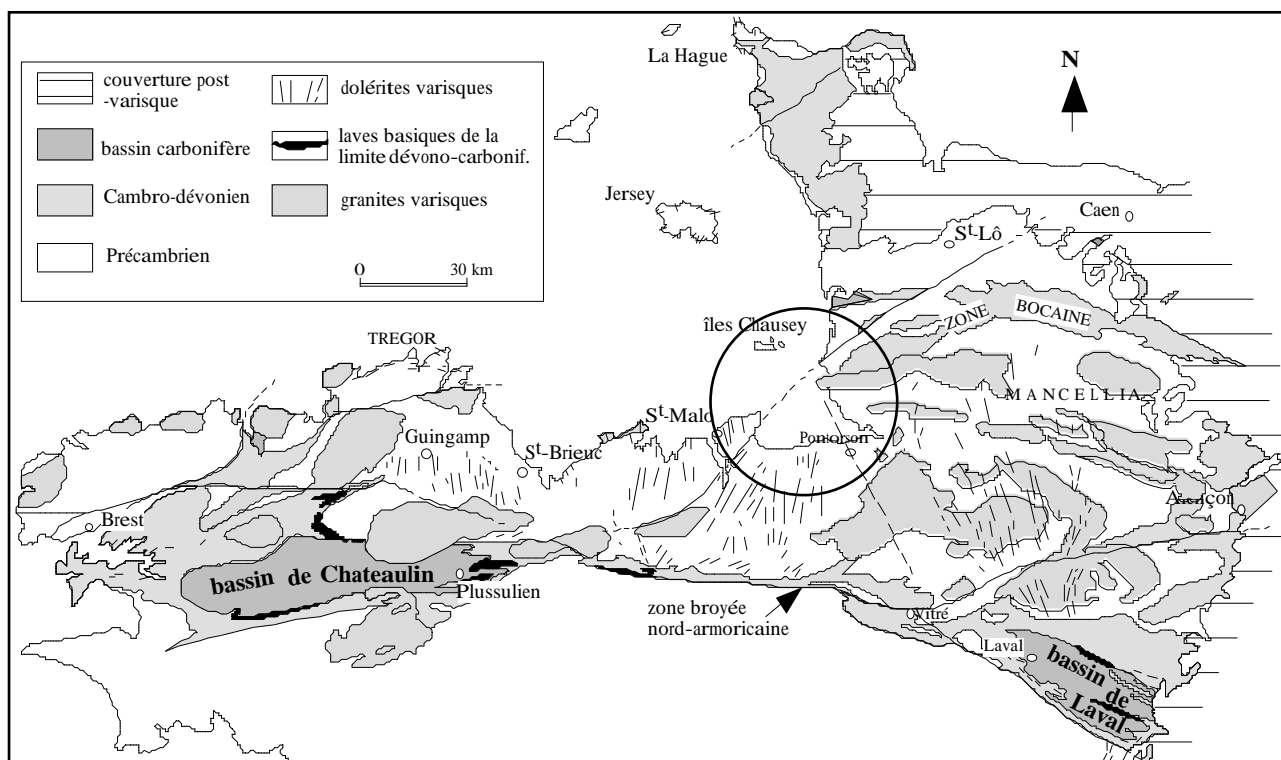 La Hague
N
couverture post
-varisque
dolérites varisques
bassin carbonifère
laves basiques de la
limite dévono-carbonif.
Cambro-dévonien
granites varisques
Précambrien
0 30 km
Jersey
Caen
St-Lô
îles Chausey
ZONE BOCAINE
TREGOR
MANCELLIA
St-Malo
Guingamp
Pontorson
St-Brieuc
Alençon
Brest
bassin de Chateaulin
Plussulien
zone broyée
nord-armoricaine
Vitré
Laval
bassin de
Laval